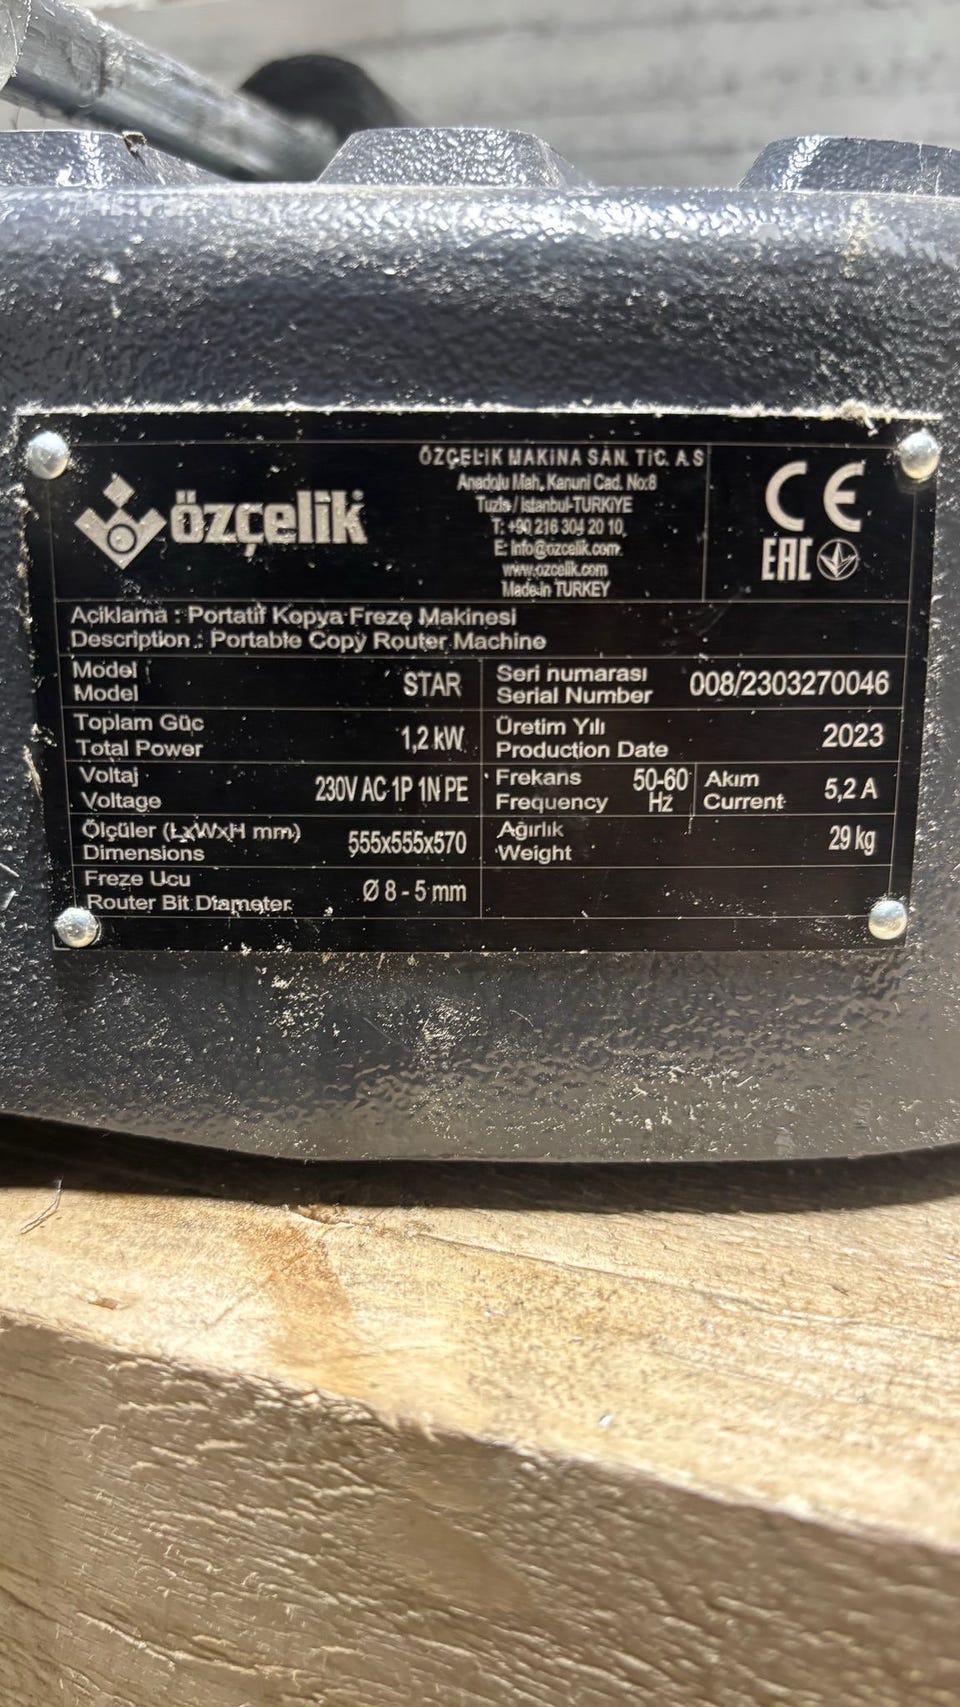 özçelik
ÖZÇELİK MAKİNA SAN. TİC. A.S
Anadolu Mah. Kanuni Cad. No:8
Tuzla / Istanbul-TURKIYE
T: +90 216 304 20 10
E: info@ozcelik.com
www.ozcelik.com
Made in TURKEY
CE
EAC
Açiklama : Portatif Kopya Freze Makinesi
Description : Portable Copy Router Machine
Model
Model
STAR
Seri numarası
Serial Number
008/2303270046
Toplam Güç
Total Power
1,2 kW
Üretim Yılı
Production Date
2023
Voltaj
Voltage
230V AC 1P 1N PE
Frekans
Frequency
50-60
Hz
Akım
Current
5,2 A
Ölçüler (LxWxH mm)
Dimensions
555x555x570
Ağırlık
Weight
29 kg
Freze Ucu
Router Bit Diameter
Ø 8 - 5 mm